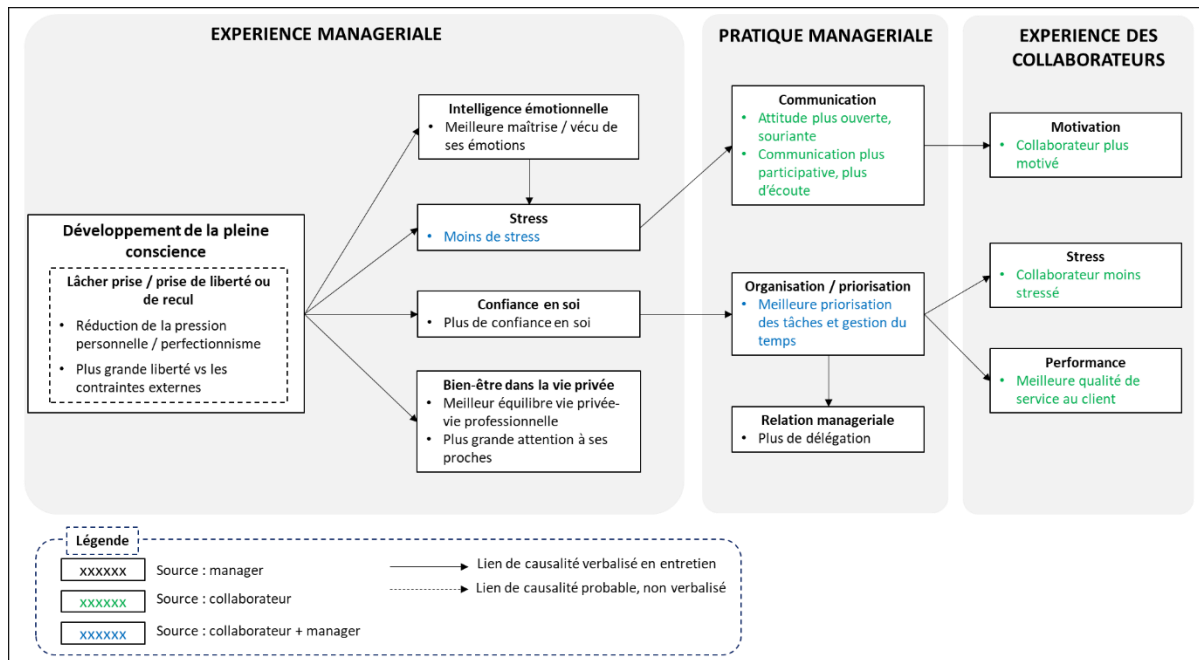 EXPERIENCE MANAGERIALE
Développement de la pleine
conscience
Lâcher prise / prise de liberté ou
de recul
• Réduction de la pression
personnelle / perfectionnisme
• Plus grande liberté vs les
contraintes externes
Intelligence émotionnelle
• Meilleure maîtrise / vécu de
ses émotions
Stress
• Moins de stress
Confiance en soi
• Plus de confiance en soi
Bien-être dans la vie privée
• Meilleur équilibre vie privée-
vie professionnelle
• Plus grande attention à ses
proches
PRATIQUE MANAGERIALE
Communication
• Attitude plus ouverte,
souriante
• Communication plus
participative, plus
d'écoute
Organisation / priorisation
• Meilleure priorisation
des tâches et gestion du
temps
Relation manageriale
• Plus de délégation
EXPERIENCE DES
COLLABORATEURS
Motivation
• Collaborateur plus
motivé
Stress
• Collaborateur moins
stressé
Performance
• Meilleure qualité de
service au client
Légende
xxxxxx Source : manager
xxxxxx Source : collaborateur
xxxxxx Source : collaborateur + manager
Lien de causalité verbalisé en entretien
Lien de causalité probable, non verbalisé